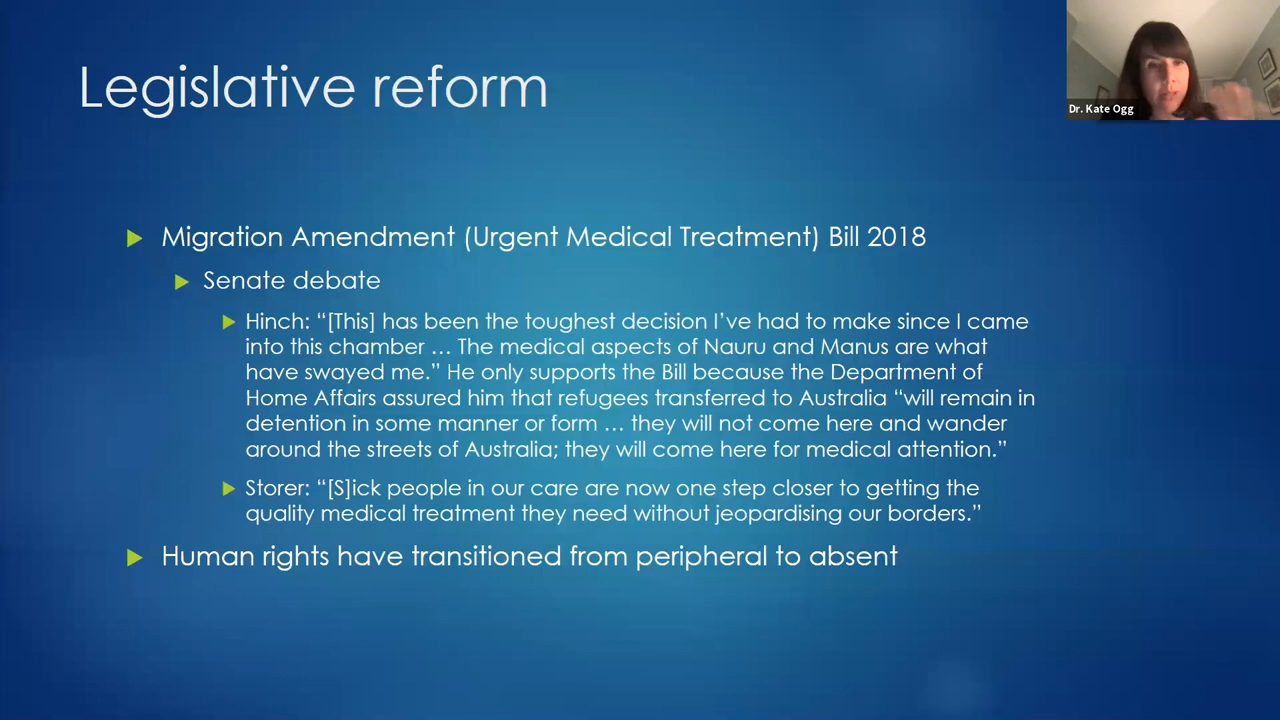 Legislative reform
Dr. Kate Ogg
Migration Amendment (Urgent Medical Treatment) Bill 2018
Senate debate
Hinch: “[This] has been the toughest decision I’ve had to make since I came
into this chamber … The medical aspects of Nauru and Manus are what
have swayed me.” He only supports the Bill because the Department of
Home Affairs assured him that refugees transferred to Australia “will remain in
detention in some manner or form … they will not come here and wander
around the streets of Australia; they will come here for medical attention.”
Storer: “[S]ick people in our care are now one step closer to getting the
quality medical treatment they need without jeopardising our borders.”
Human rights have transitioned from peripheral to absent